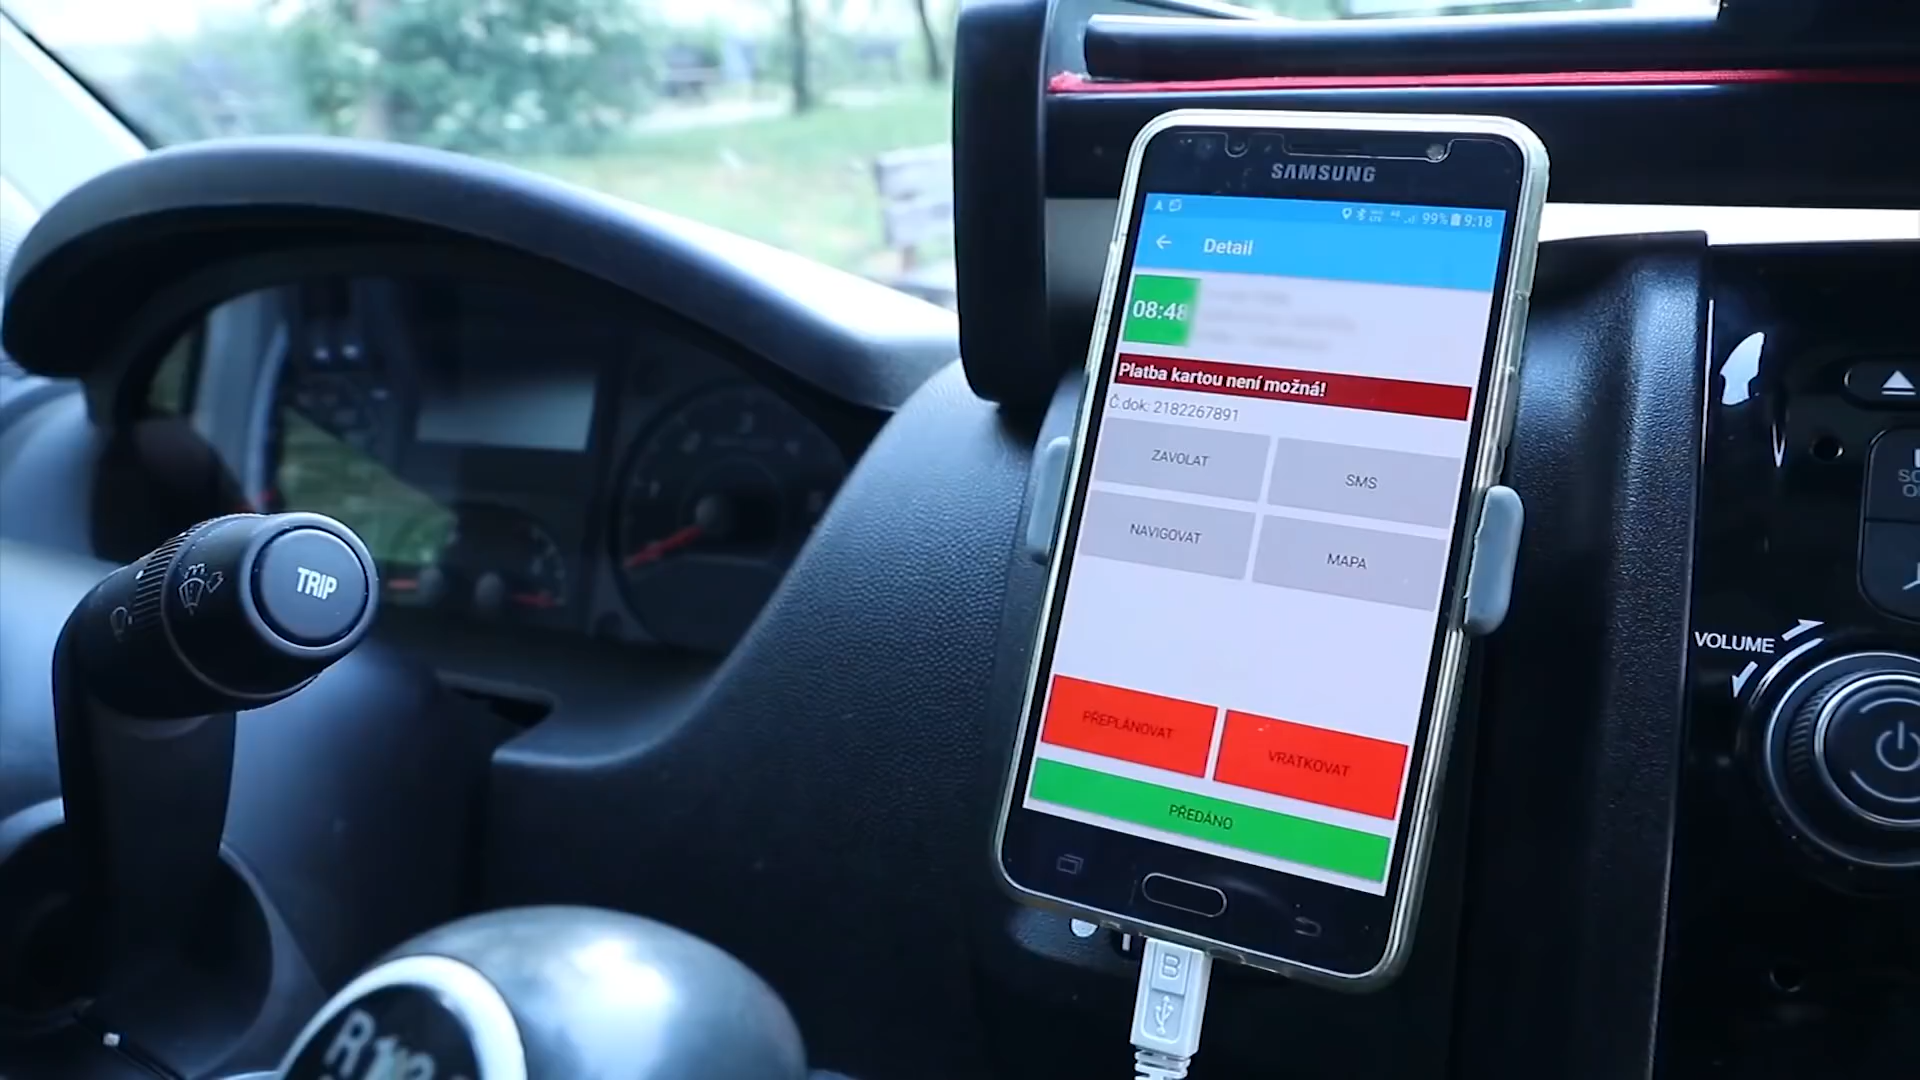 SAMSUNG
99% 9:18
Detail
08:48
Platba kartou není možná!
Č.dok: 2182267891
ZAVOLAT
SMS
NAVIGOVAT
MAPA
PŘEPLÁNOVAT
VRATKOVAT
PŘEDÁNO
TRIP
VOLUME
B
R 1